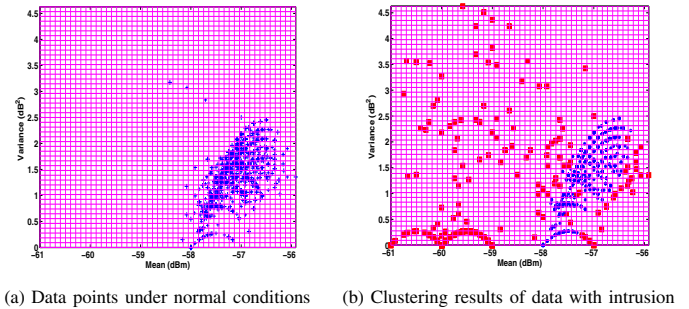 4.5
4
3.5
3
2.5
2
1.5
1
0.5
0
Variance (dB²)
−61 −60 −59 −58 −57 −56
Mean (dBm)
(a) Data points under normal conditions
4.5
4
3.5
3
2.5
2
1.5
1
0.5
0
Variance (dB²)
−61 −60 −59 −58 −57 −56
Mean (dBm)
(b) Clustering results of data with intrusion